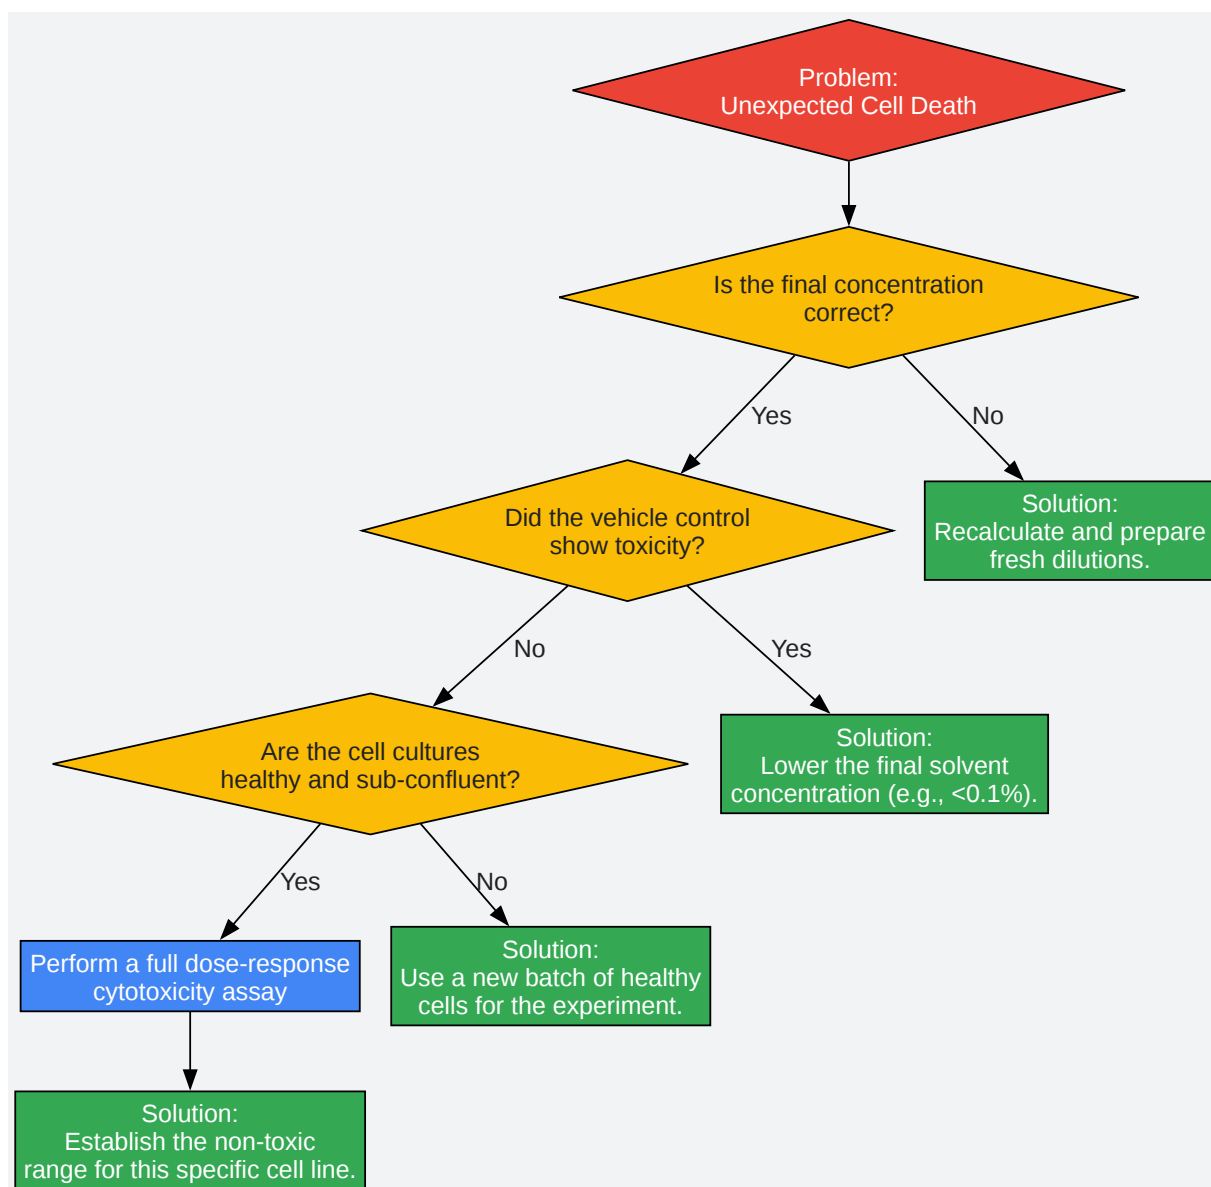 Problem:
Unexpected Cell Death
Is the final concentration
correct?
Yes
No
Did the vehicle control
show toxicity?
Solution:
Recalculate and prepare
fresh dilutions.
No
Yes
Are the cell cultures
healthy and sub-confluent?
Solution:
Lower the final solvent
concentration (e.g., <0.1%).
Yes
No
Perform a full dose-response
cytotoxicity assay
Solution:
Use a new batch of healthy
cells for the experiment.
Solution:
Establish the non-toxic
range for this specific cell line.